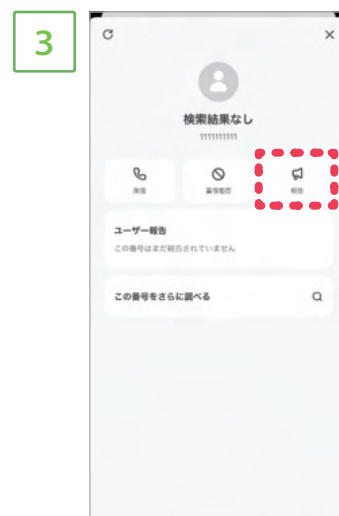 3
検索結果なし
1111111111
発信
着信拒否
報告
ユーザー報告
この番号はまだ報告されていません
この番号をさらに調べる